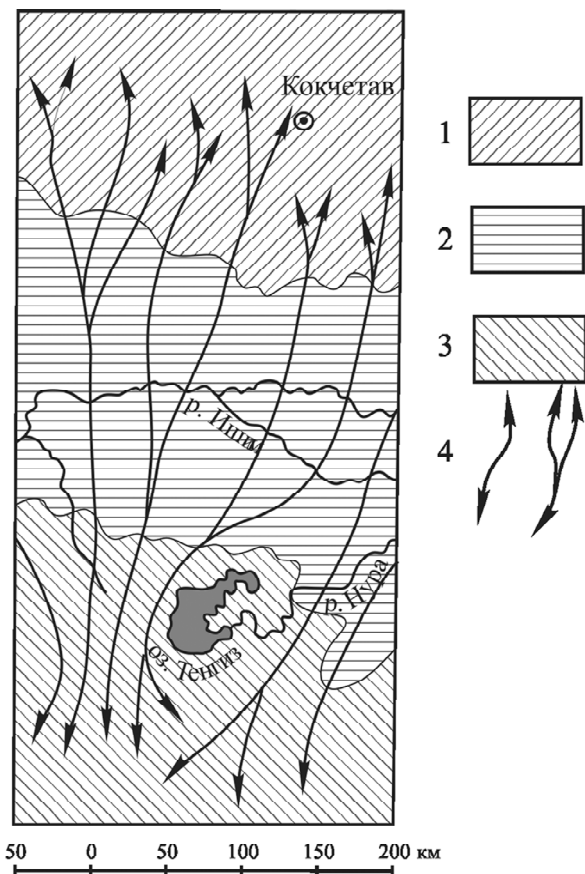 Кокчетав
1
2
3
4
р. Ишим
р. Нура
оз. Тенгиз
50 0 50 100 150 200 км